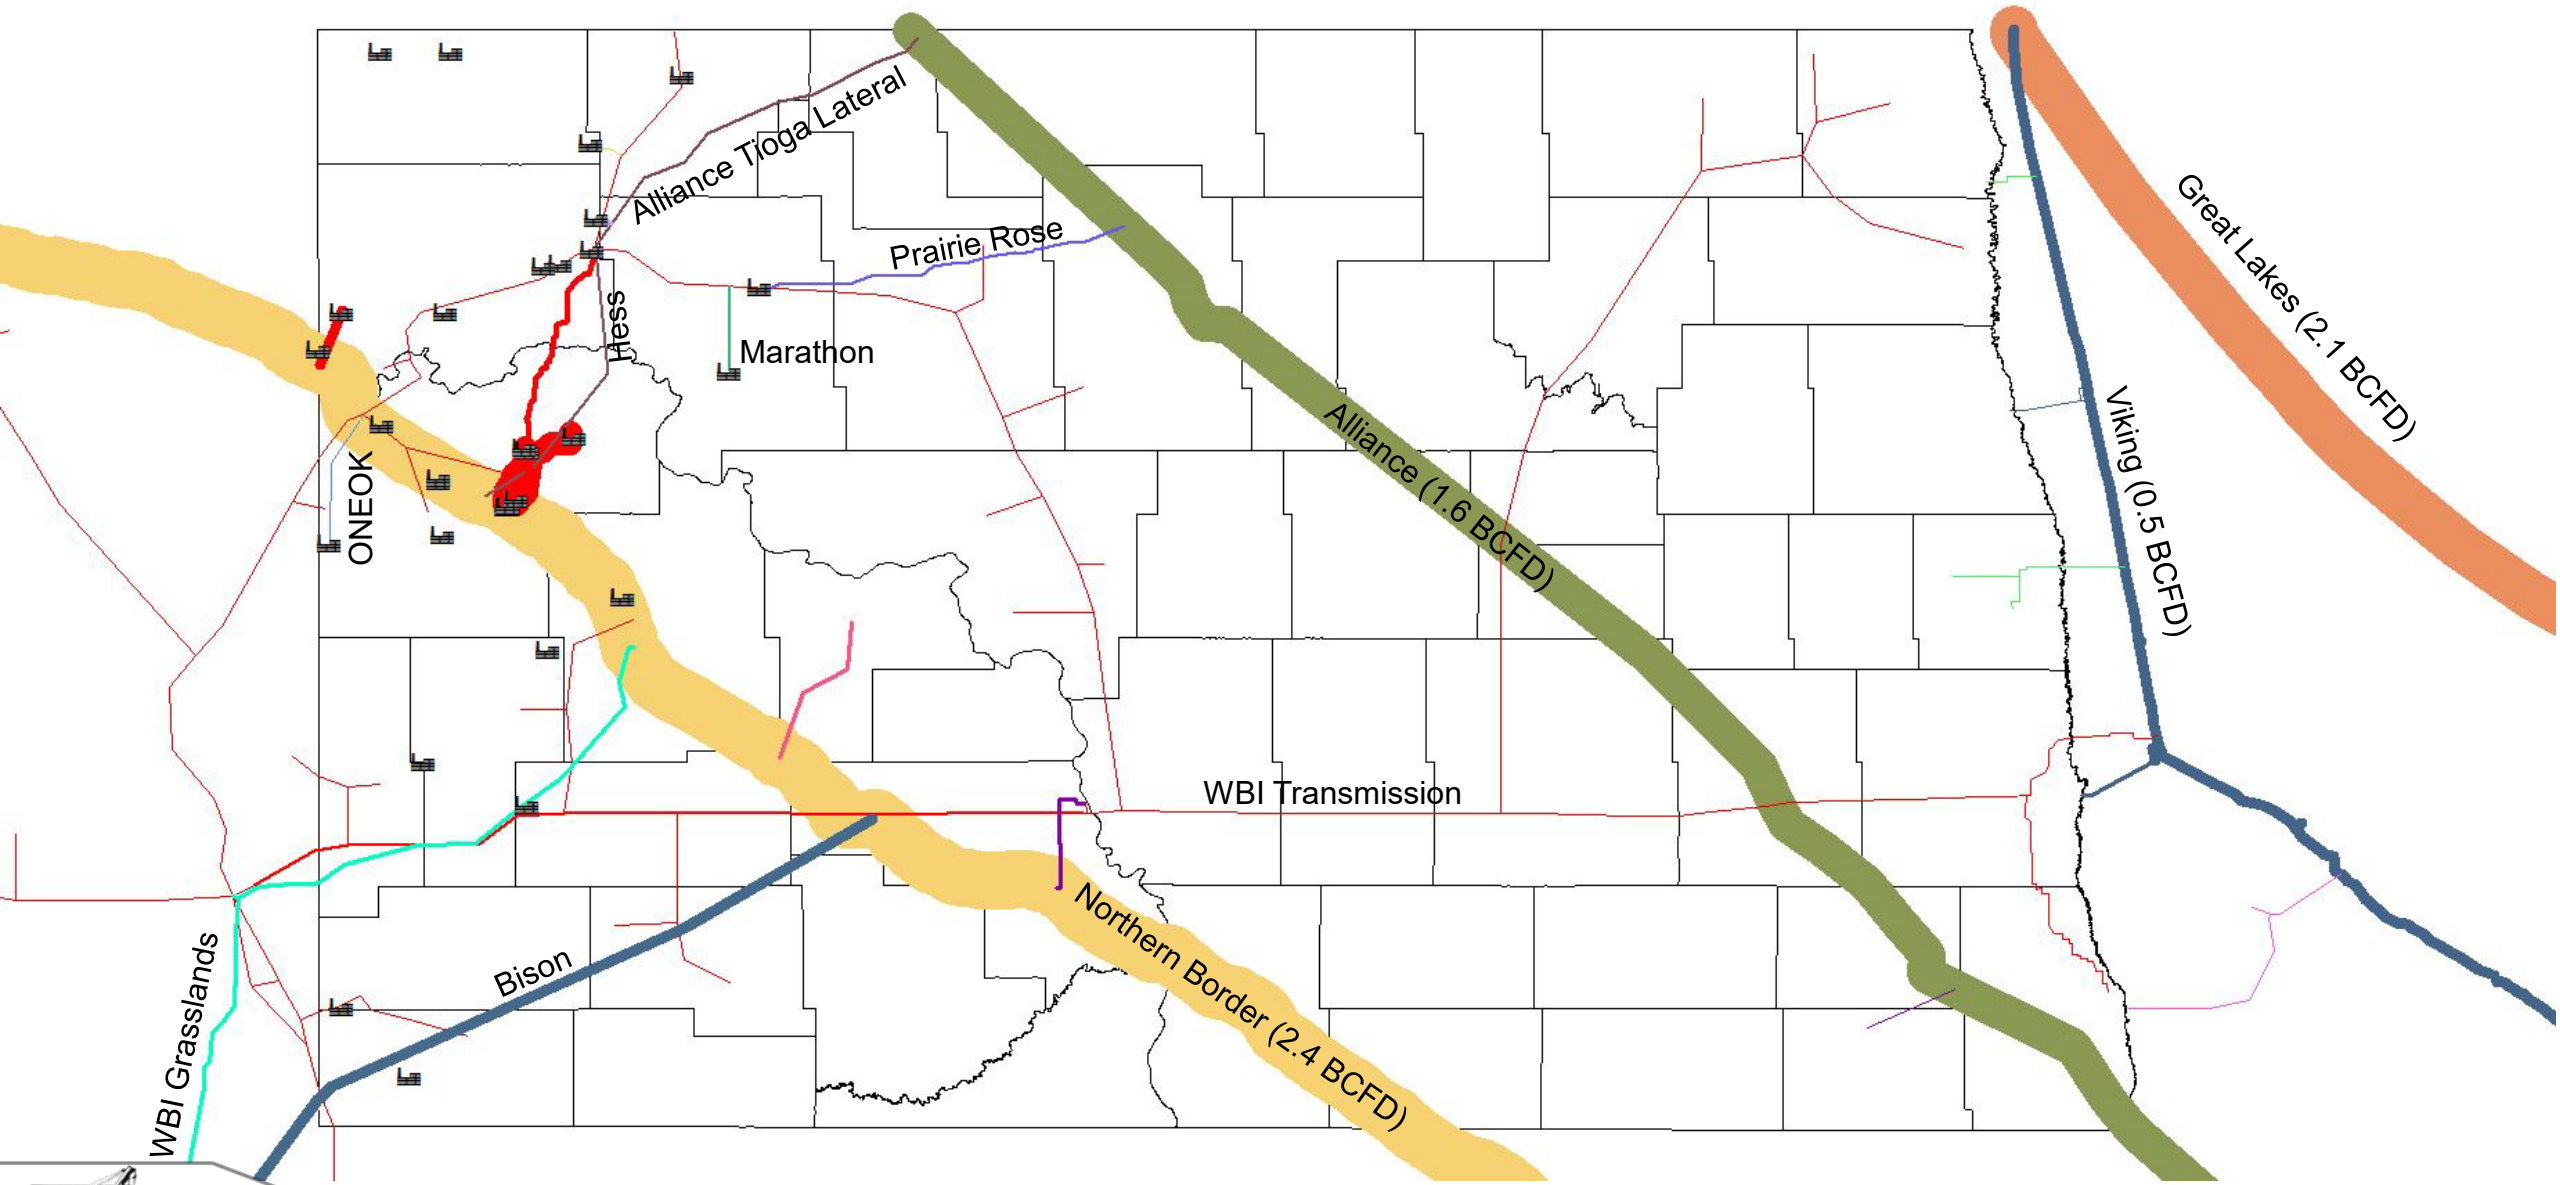 Alliance Tioga Lateral
Great Lakes (2.1 BCFD)
Prairie Rose
Hess
Marathon
Alliance (1.6 BCFD)
Viking (0.5 BCFD)
ONEOK
WBI Transmission
Northern Border (2.4 BCFD)
Bison
WBI Grasslands